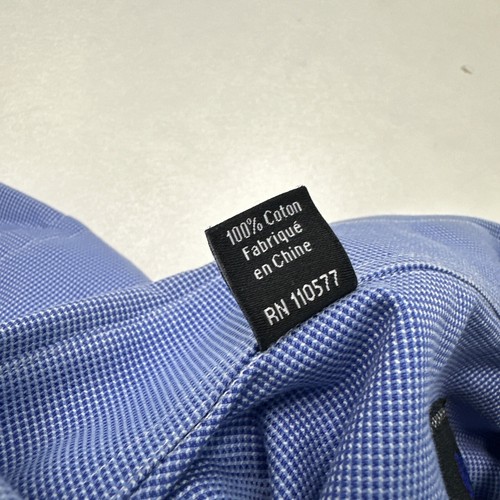 100% Coton
Fabriqué
en Chine
RN 110577